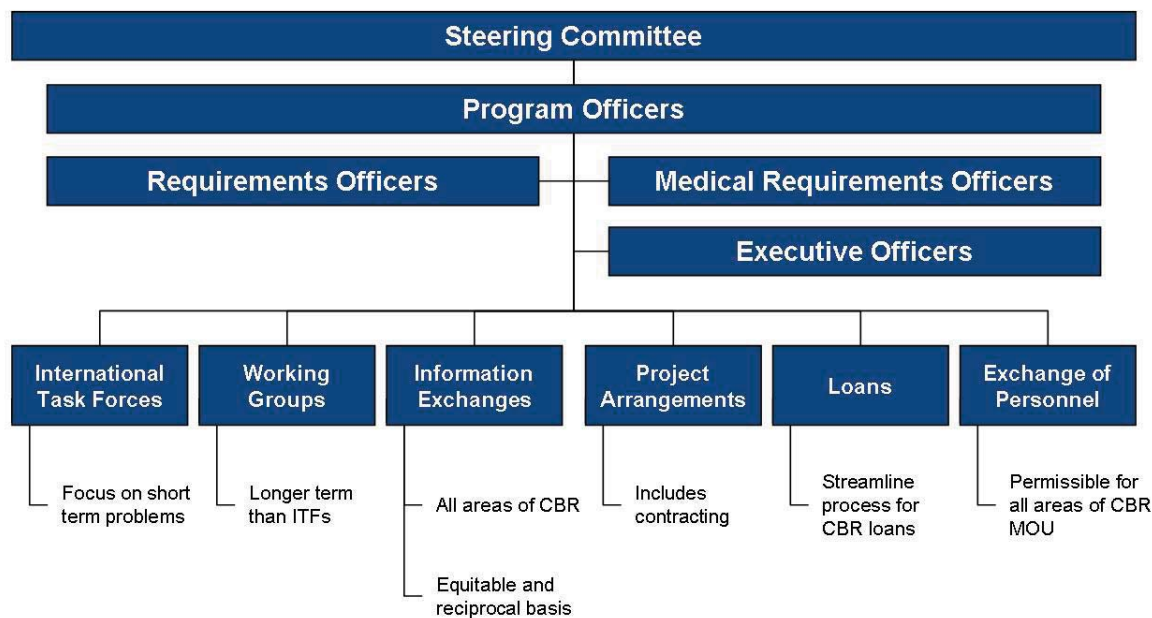 Steering Committee
Program Officers
Requirements Officers
Medical Requirements Officers
Executive Officers
International
Task Forces
Working
Groups
Information
Exchanges
Project
Arrangements
Loans
Exchange of
Personnel
Focus on short
term problems
Longer term
than ITFs
All areas of CBR
Equitable and
reciprocal basis
Includes
contracting
Streamline
process for
CBR loans
Permissible for
all areas of CBR
MOU